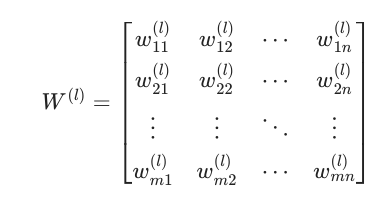 W^{(l)} = \begin{bmatrix} w_{11}^{(l)} & w_{12}^{(l)} & \cdots & w_{1n}^{(l)} \\
w_{21}^{(l)} & w_{22}^{(l)} & \cdots & w_{2n}^{(l)} \\
\vdots & \vdots & \ddots & \vdots \\
w_{m1}^{(l)} & w_{m2}^{(l)} & \cdots & w_{mn}^{(l)} \end{bmatrix}